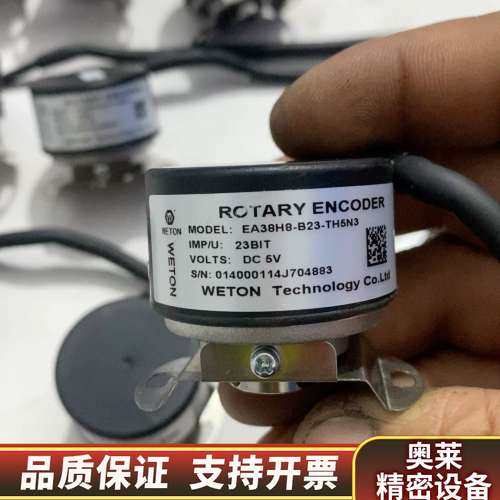 ROTARY ENCODER
MODEL: EA38H8-B23-TH5N3
IMP/U: 23BIT
VOLTS: DC 5V
S/N: 014000114J704883
WETON Technology Co.Ltd
WETON
WETON
品质保证 支持开票
奥莱
精密设备